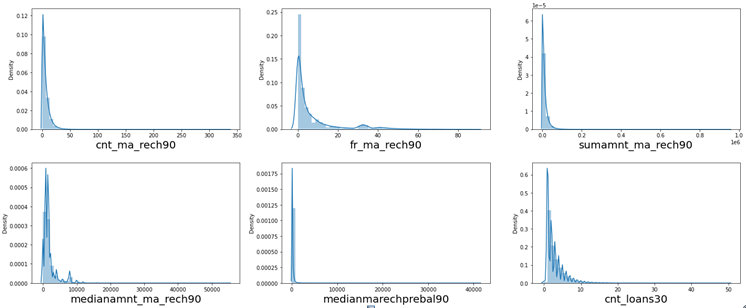 1e-5
0.12
0.10
0.08
0.06
0.04
0.02
0.00
Density
0 50 100 150 200 250 300 350
cnt_ma_rech90
0.25
0.20
0.15
0.10
0.05
0.00
Density
0 20 40 60 80
fr_ma_rech90
6
5
4
3
2
1
0
Density
0.0 0.2 0.4 0.6 0.8 1.0
1e6
sumamnt_ma_rech90
0.0006
0.0005
0.0004
0.0003
0.0002
0.0001
0.0000
Density
0 10000 20000 30000 40000 50000
medianamnt_ma_rech90
0.00175
0.00150
0.00125
0.00100
0.00075
0.00050
0.00025
0.00000
Density
0 10000 20000 30000 40000
medianmarechprebal90
0.6
0.5
0.4
0.3
0.2
0.1
0.0
Density
0 10 20 30 40 50
cnt_loans30